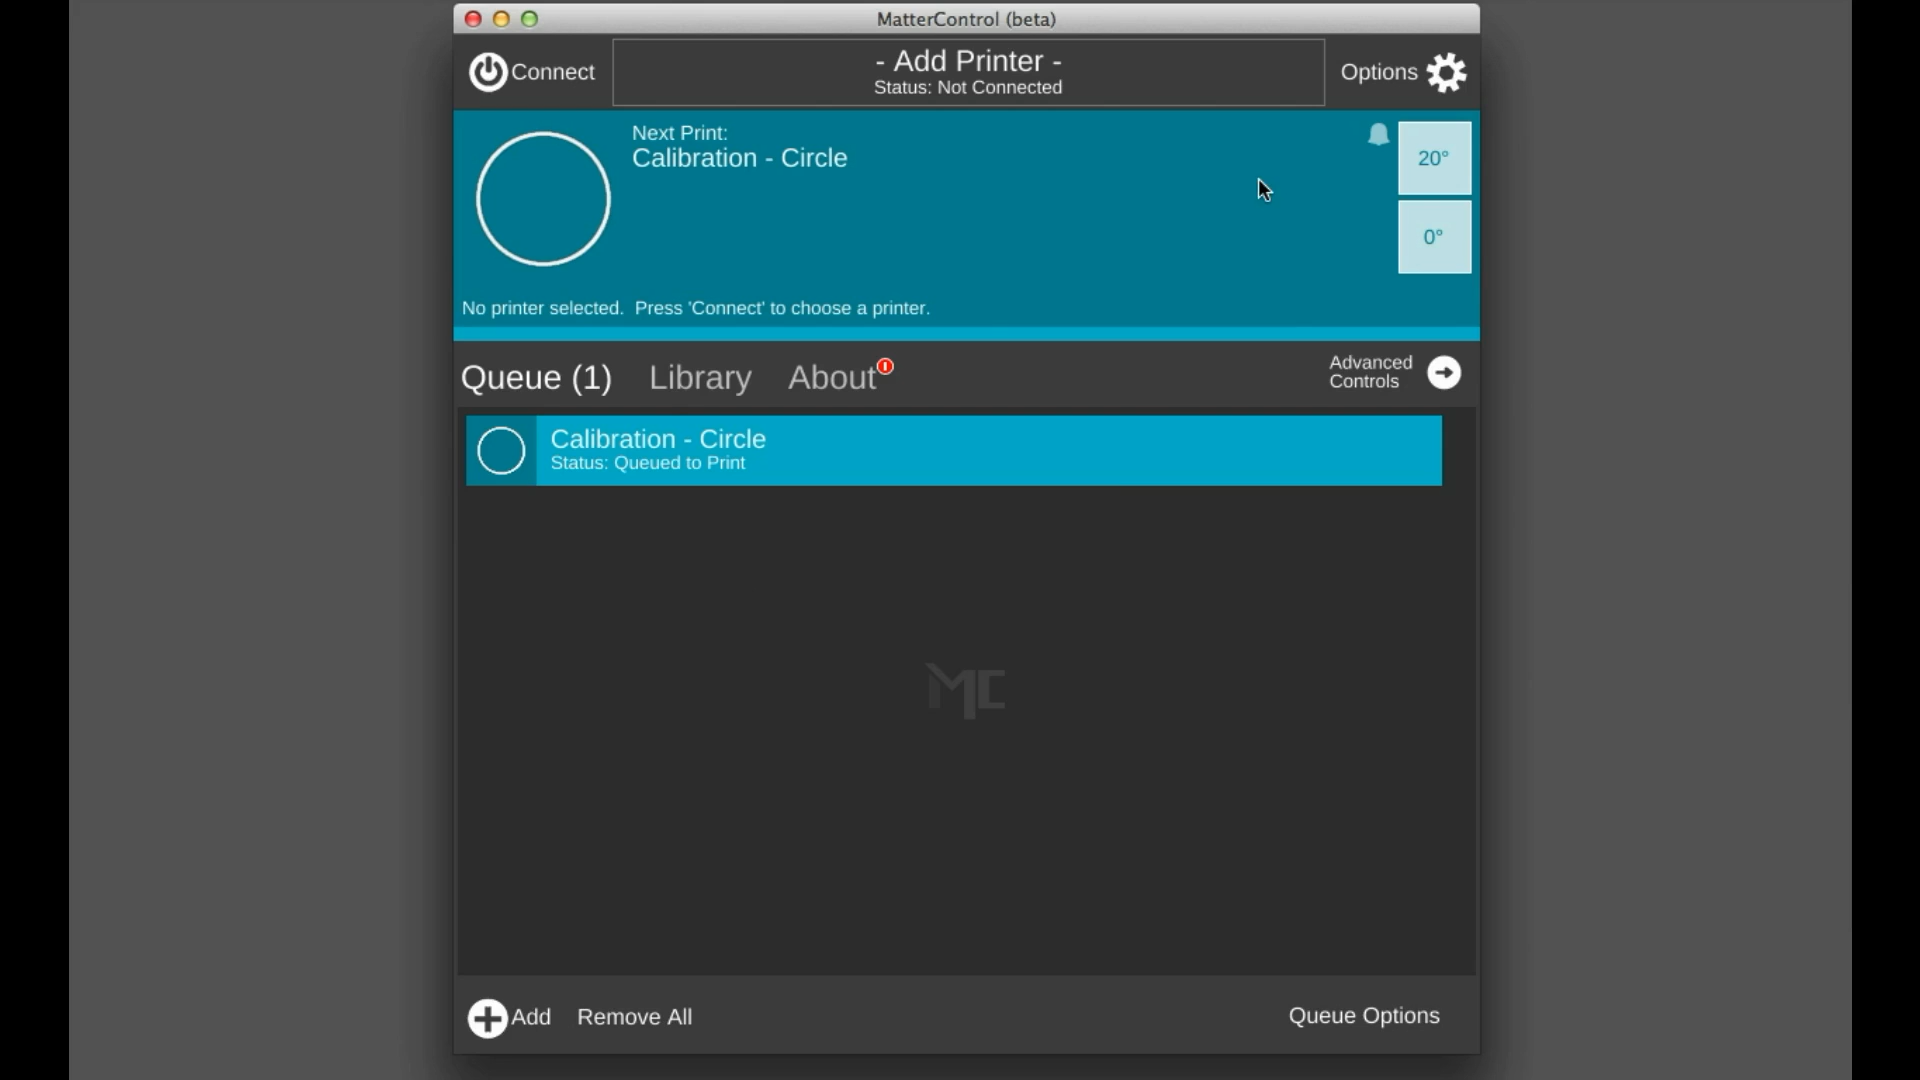 MatterControl (beta)
Connect
- Add Printer -
Status: Not Connected
Options
Next Print:
Calibration - Circle
20°
0°
No printer selected.  Press 'Connect' to choose a printer.
Queue (1)
Library
About
Advanced
Controls
Calibration - Circle
Status: Queued to Print
MC
Add
Remove All
Queue Options